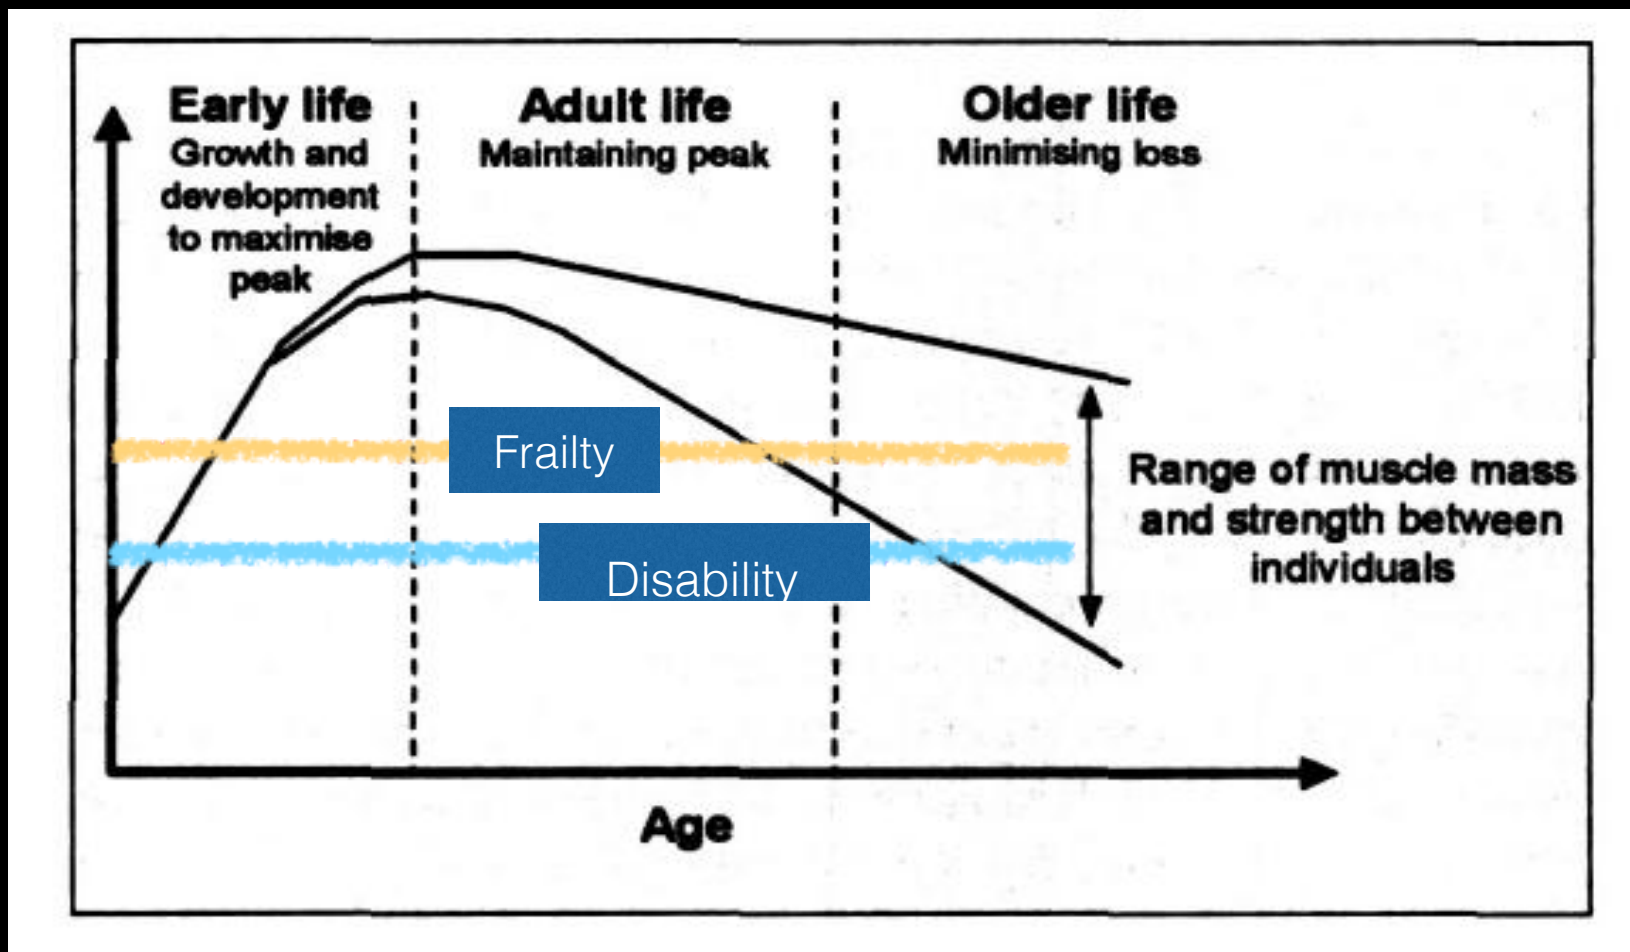 Early life
Growth and
development
to maximise
peak
Adult life
Maintaining peak
Older life
Minimising loss
Frailty
Disability
Range of muscle mass
and strength between
individuals
Age